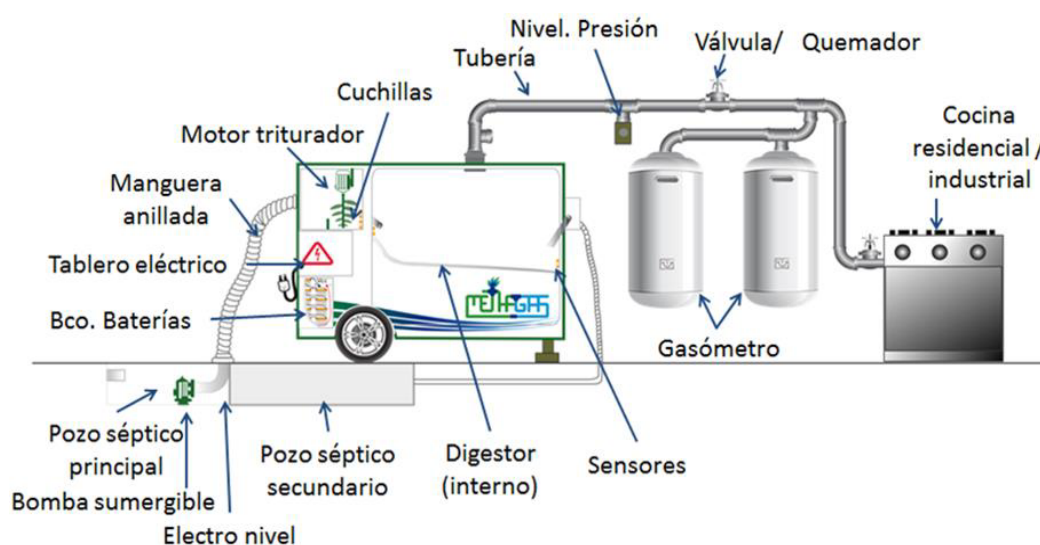 Nivel. Presión
Válvula/ Quemador
Tubería
Cuchillas
Motor triturador
Cocina
residencial /
industrial
Manguera
anillada
Tablero eléctrico
METHAGAS
Bco. Baterías
Gasómetro
Pozo séptico
principal
Pozo séptico
secundario
Digestor
(interno)
Sensores
Bomba sumergible
Electro nivel